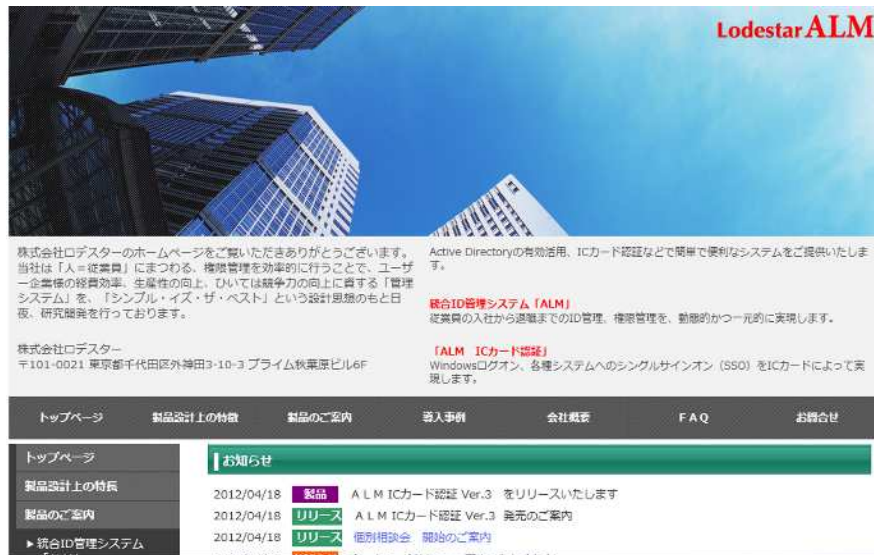 Lodestar ALM
株式会社ロデスターのホームページをご覧いただきありがとうございます。
当社は「人=従業員」にまつわる、権限管理を効率的に行うことで、ユーザ
ー企業様の経費効率、生産性の向上、ひいては競争力の向上に資する「管理
システム」を、「シンプル・イズ・ザ・ベスト」という設計思想のもと日
夜、研究開発を行っております。
株式会社ロデスター
〒101-0021 東京都千代田区外神田3-10-3 プライム秋葉原ビル6F
Active Directoryの有効活用、ICカード認証などで簡単で便利なシステムをご提供いたしま
す。
統合ID管理システム「ALM」
従業員の入社から退職までのID管理、権限管理を、動態的かつ一元的に実現します。
「ALM ICカード認証」
Windowsログオン、各種システムへのシングルサインオン(SSO)をICカードによって実
現します。
トップページ 製品設計上の特徴 製品のご案内 導入事例 会社概要 FAQ お問合せ
トップページ
製品設計上の特長
製品のご案内
▶統合ID管理システム
お知らせ
2012/04/18 製品 ALM ICカード認証 Ver.3 をリリースいたします
2012/04/18 リリース ALM ICカード認証 Ver.3 発売のご案内
2012/04/18 リリース 個別相談会 開始のご案内